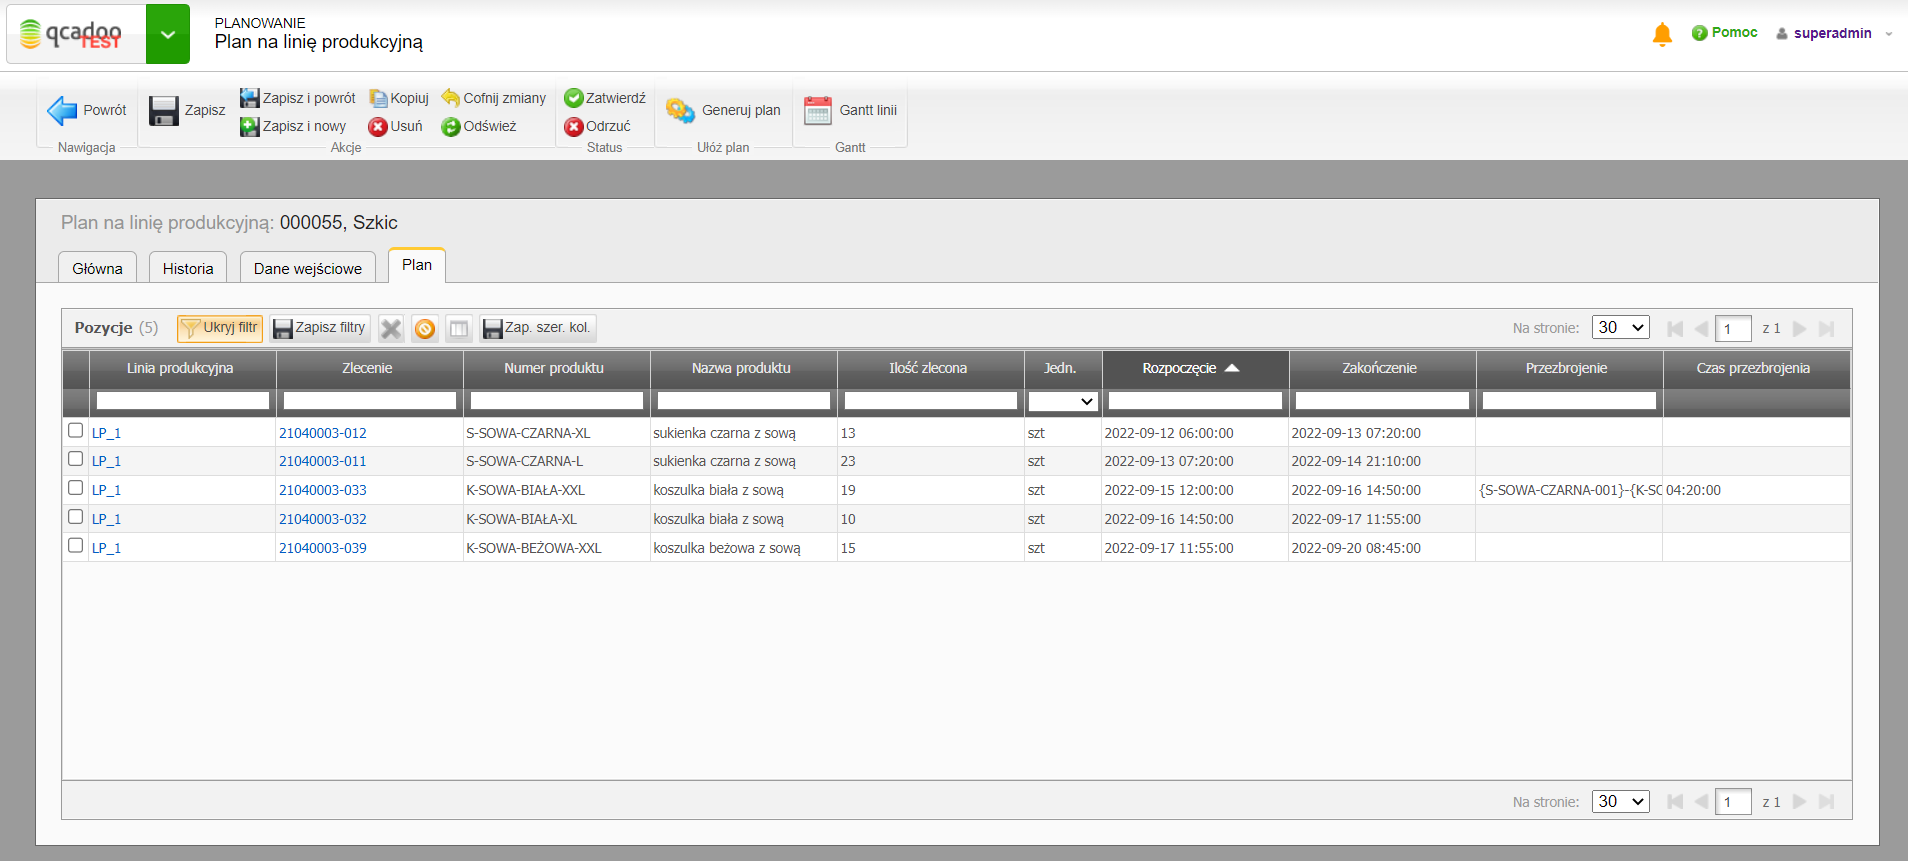 qcadoo
TEST
PLANOWANIE
Plan na linię produkcyjną
Pomoc
superadmin
Powrót
Nawigacja
Zapisz
Zapisz i powrót
Kopiuj
Cofnij zmiany
Zapisz i nowy
Usuń
Odśwież
Akcje
Zatwierdź
Odrzuć
Status
Generuj plan
Ułóż plan
Gantt linii
Gantt
Plan na linię produkcyjną: 000055, Szkic
Główna
Historia
Dane wejściowe
Plan
Pozycje (5)
Ukryj filtr
Zapisz filtry
Zap. szer. kol.
Na stronie: 30 1 z 1
Linia produkcyjna Zlecenie Numer produktu Nazwa produktu Ilość zlecona Jedn. Rozpoczęcie Zakończenie Przezbrojenie Czas przezbrojenia
LP_1 21040003-012 S-SOWA-CZARNA-XL sukienka czarna z sową 13 szt 2022-09-12 06:00:00 2022-09-13 07:20:00
LP_1 21040003-011 S-SOWA-CZARNA-L sukienka czarna z sową 23 szt 2022-09-13 07:20:00 2022-09-14 21:10:00
LP_1 21040003-033 K-SOWA-BIAŁA-XXL koszulka biała z sową 19 szt 2022-09-15 12:00:00 2022-09-16 14:50:00 {S-SOWA-CZARNA-001}-{K-SC 04:20:00
LP_1 21040003-032 K-SOWA-BIAŁA-XL koszulka biała z sową 10 szt 2022-09-16 14:50:00 2022-09-17 11:55:00
LP_1 21040003-039 K-SOWA-BEŻOWA-XXL koszulka beżowa z sową 15 szt 2022-09-17 11:55:00 2022-09-20 08:45:00
Na stronie: 30 1 z 1